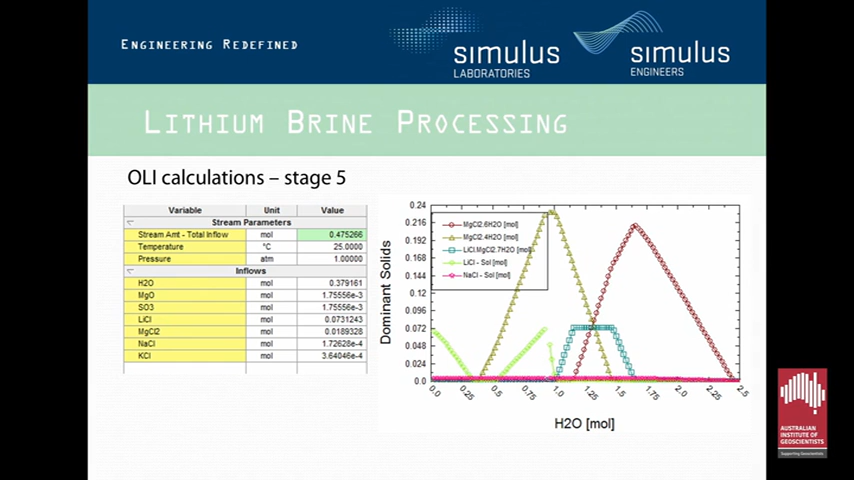 ENGINEERING REDEFINED
simulus
LABORATORIES
simulus
ENGINEERS
LITHIUM BRINE PROCESSING
OLI calculations – stage 5
Variable Unit Value
Stream Parameters
Stream Amt - Total Inflow mol 0.475266
Temperature °C 25.0000
Pressure atm 1.00000
Inflows
H2O mol 0.379161
MgO mol 1.75556e-3
SO3 mol 1.75556e-3
LiCl mol 0.0731243
MgCl2 mol 0.0189328
NaCl mol 1.72628e-4
KCl mol 3.64046e-4
Dominant Solids
0.24
0.216
0.192
0.168
0.144
0.12
0.096
0.072
0.048
0.024
0.0
MgCl2.6H2O [mol]
MgCl2.4H2O [mol]
LiCl.MgCl2.7H2O [mol]
LiCl - Sol [mol]
NaCl - Sol [mol]
0.0 0.25 0.5 0.75 1.0 1.25 1.5 1.75 2.0 2.25 2.5
H2O [mol]
AUSTRALIAN
INSTITUTE OF
GEOSCIENTISTS
Supporting Geoscientists